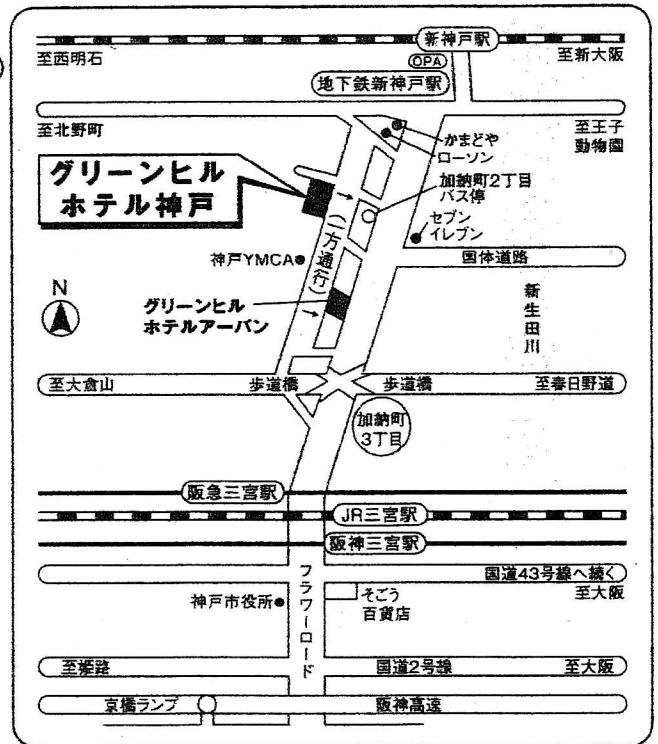 新神戸駅
至西明石
OPA
至新大阪
地下鉄新神戸駅
至北野町
かまどや
ローソン
至王子
動物園
グリーンヒル
ホテル神戸
加納町2丁目
バス停
セブン
イレブン
→(一方通行)→
神戸YMCA
国体道路
N
グリーンヒル
ホテルアーバン
新生田川
至大倉山
歩道橋
歩道橋
至春日野道
加納町
3丁目
阪急三宮駅
JR三宮駅
阪神三宮駅
フラワーロード
国道43号線へ続く
神戸市役所
そごう
百貨店
至大阪
至姫路
国道2号線
至大阪
京橋ランプ
阪神高速